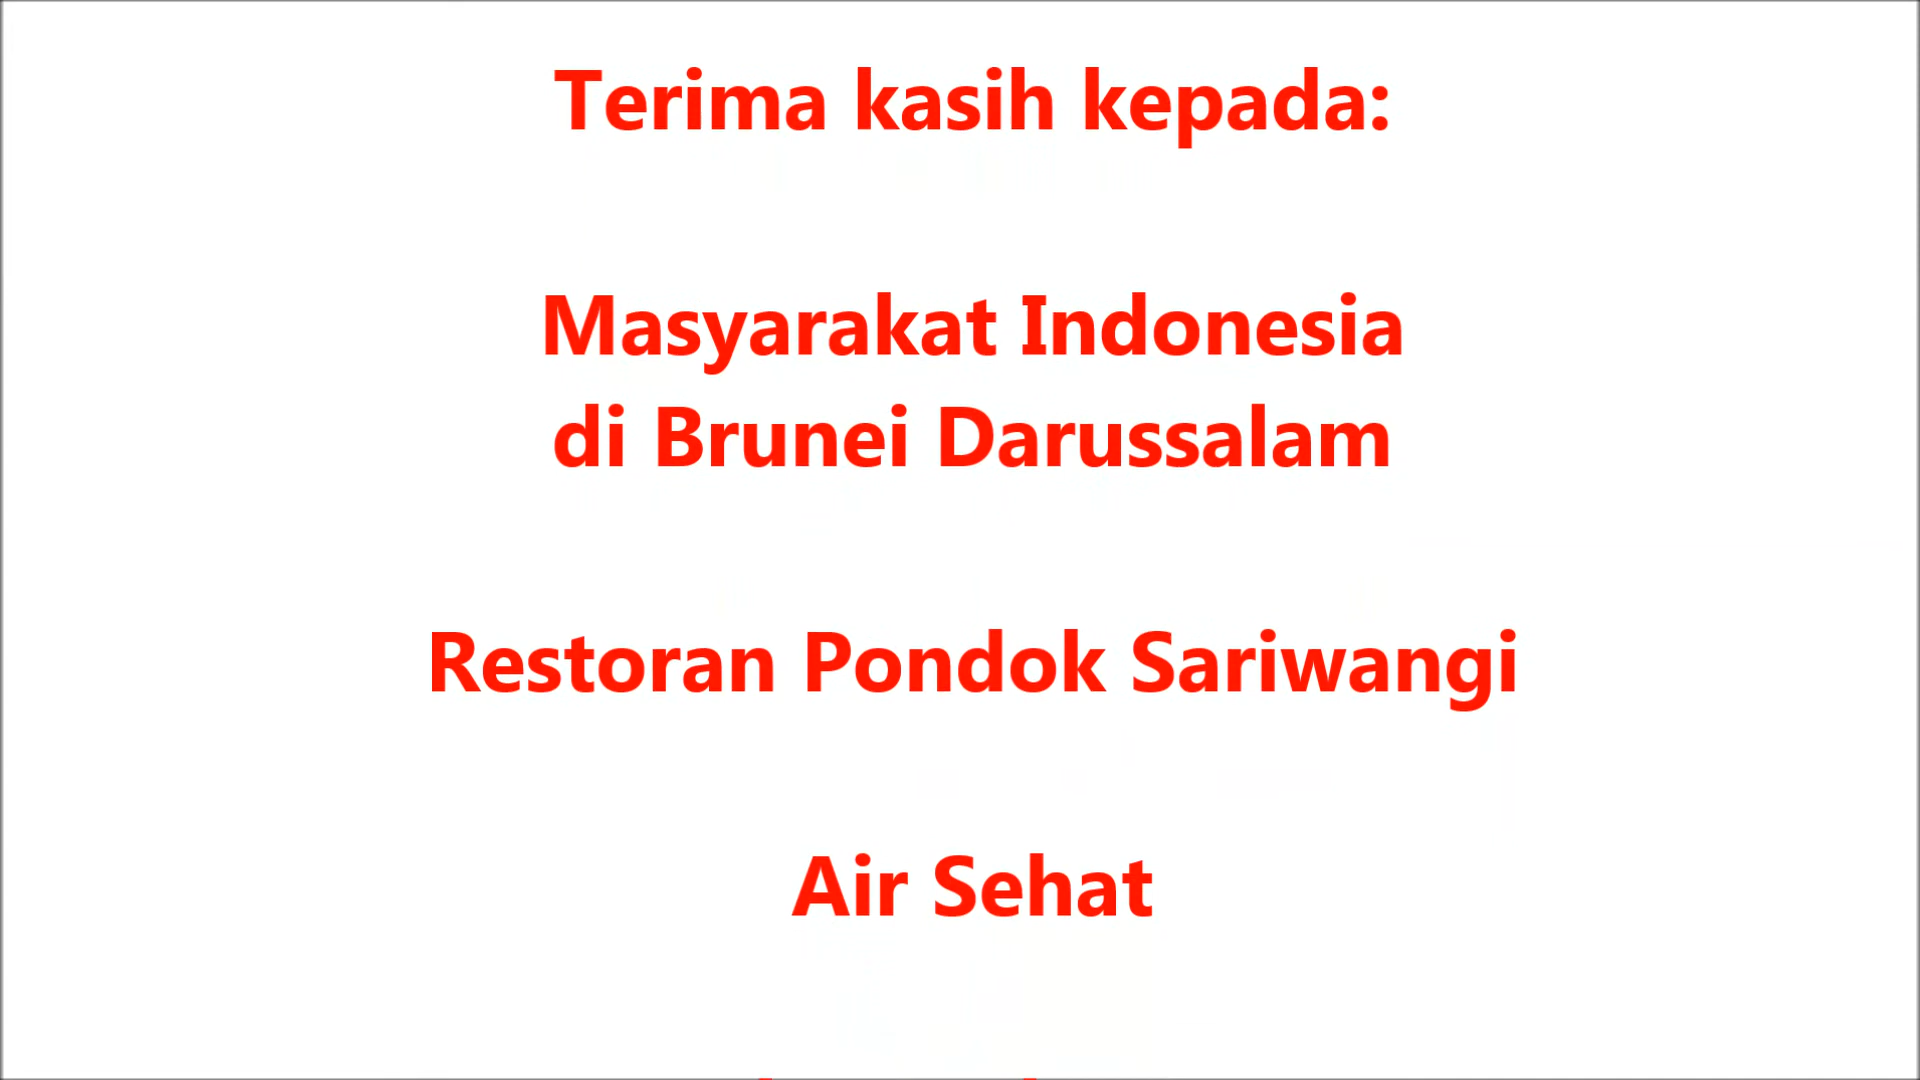 Terima kasih kepada:
Masyarakat Indonesia
di Brunei Darussalam
Restoran Pondok Sariwangi
Air Sehat